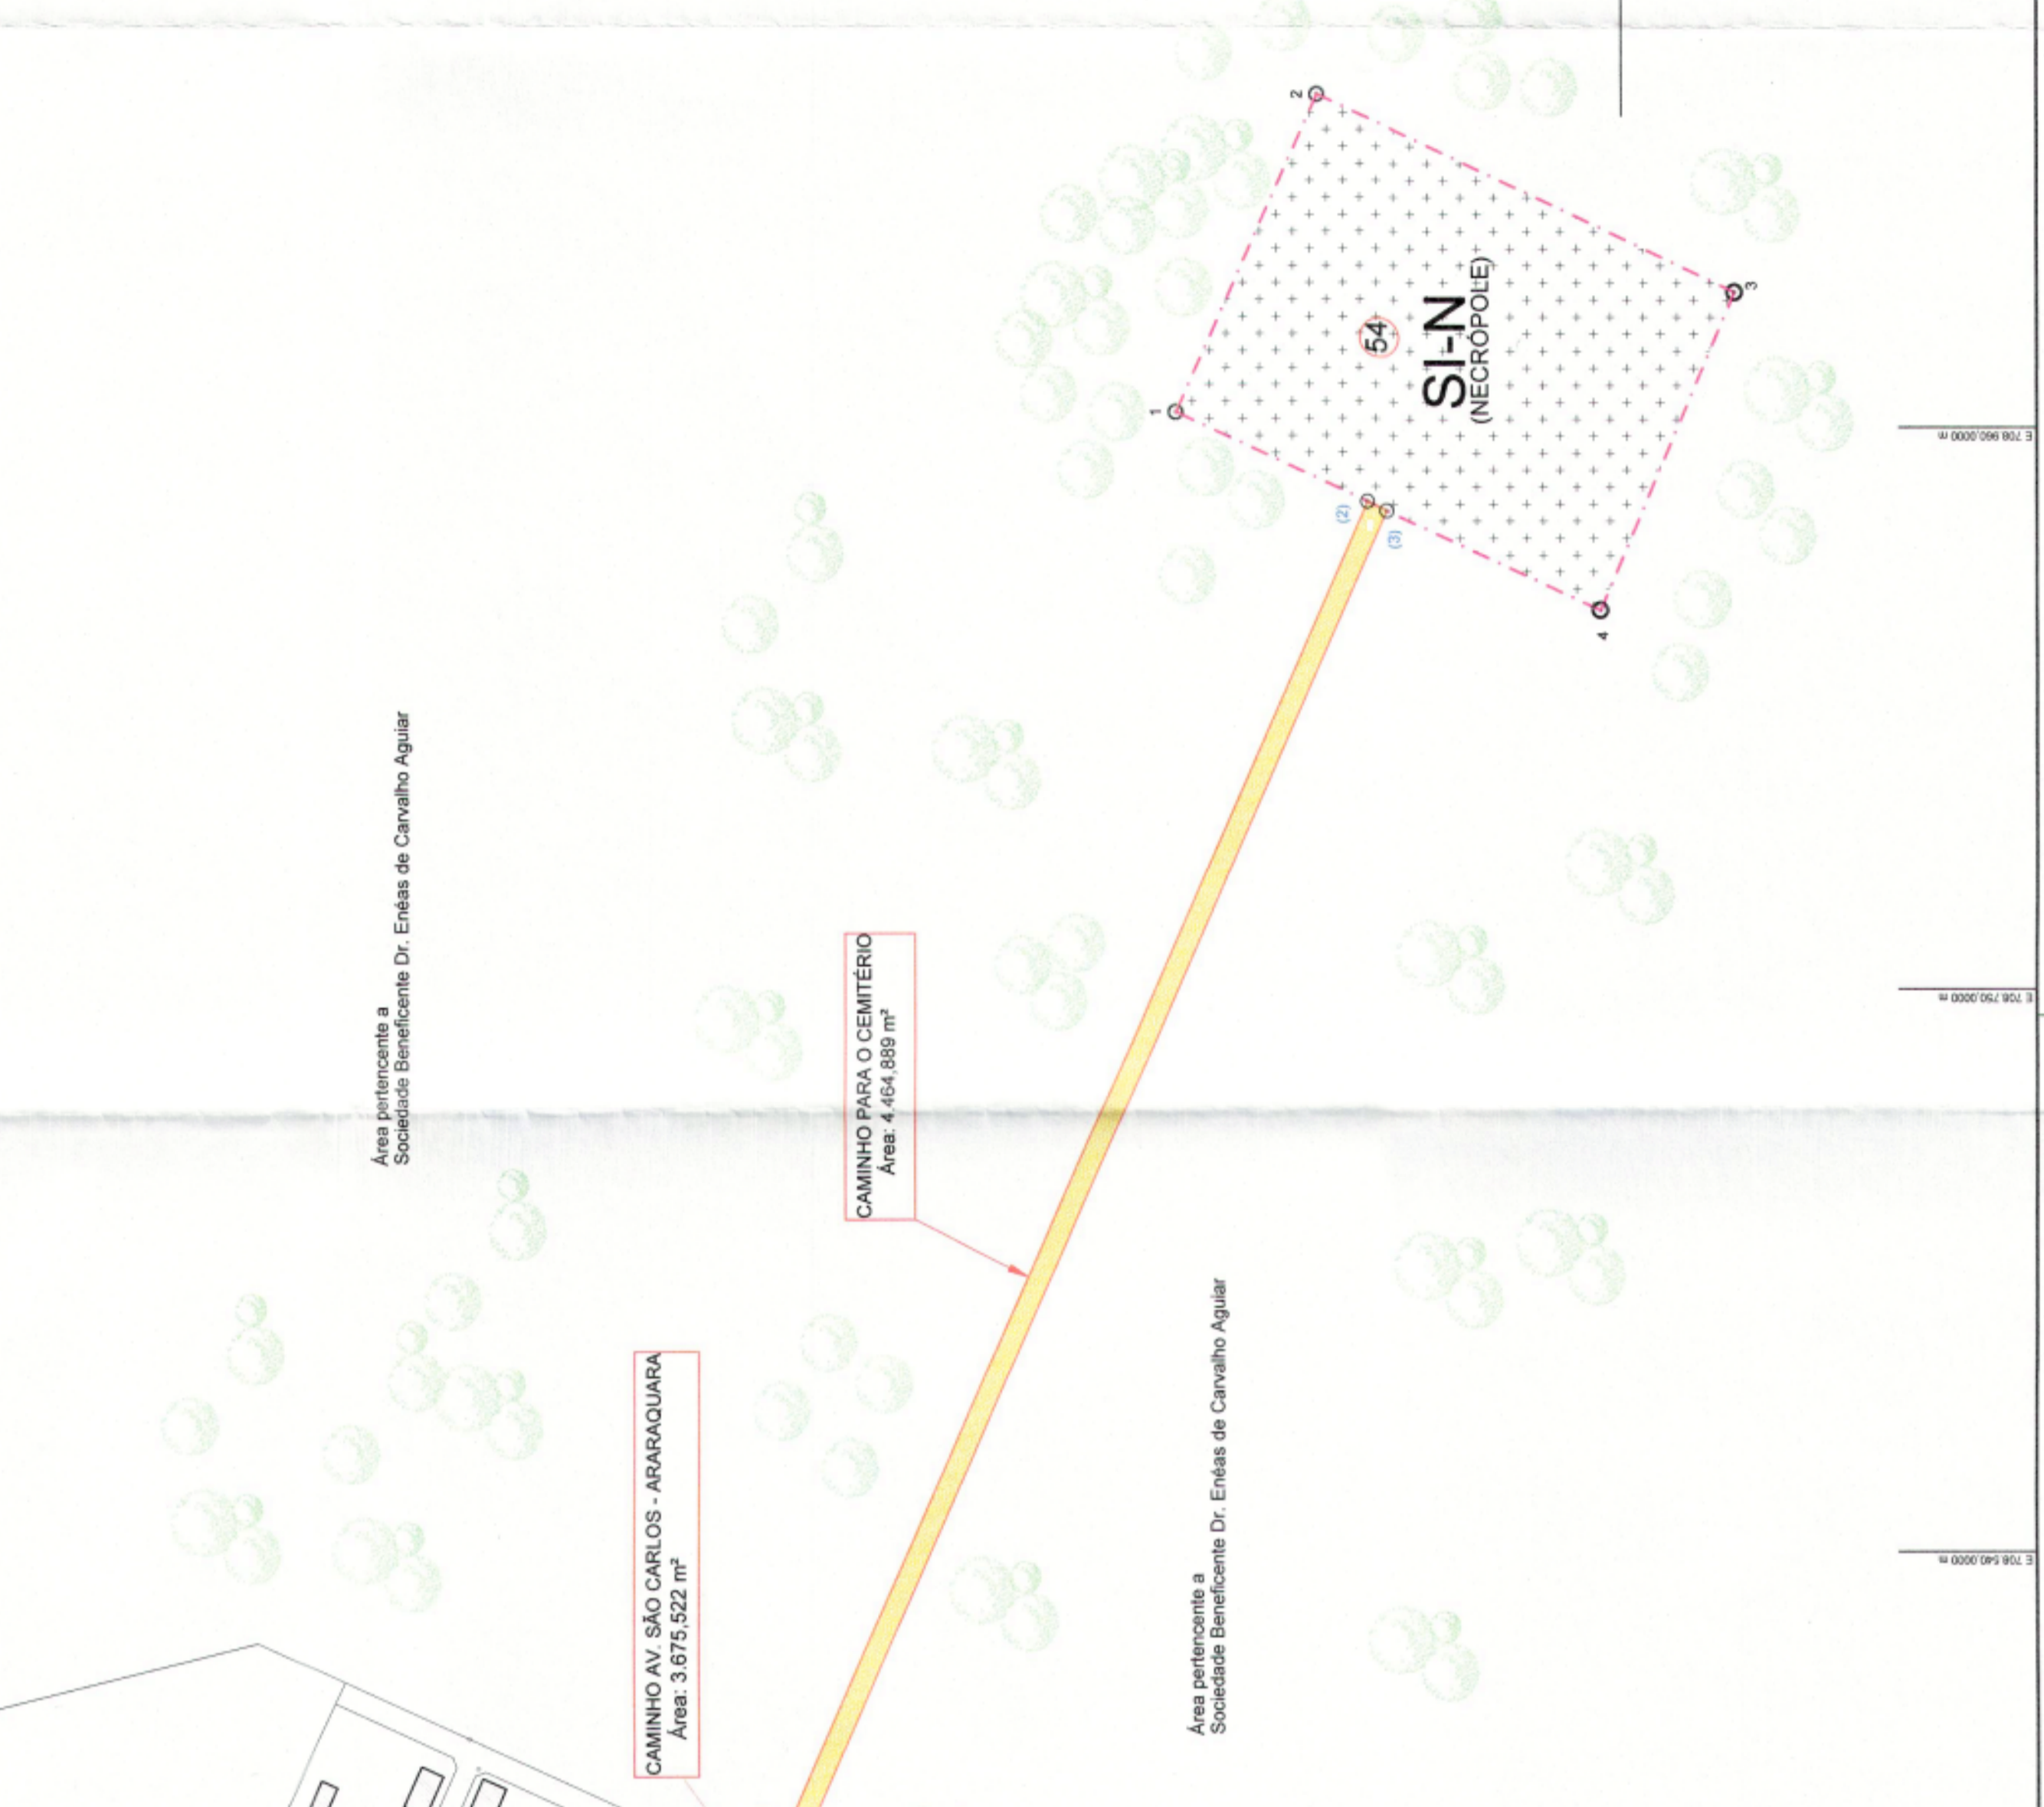 Área pertencente a
Sociedade Beneficente Dr. Enéas de Carvalho Aguiar
CAMINHO AV. SÃO CARLOS - ARARAQUARA
Área: 3.675,522 m²
CAMINHO PARA O CEMITÉRIO
Área: 4.464,889 m²
Área pertencente a
Sociedade Beneficente Dr. Enéas de Carvalho Aguiar
1
2
(2)
(3)
54
SI-N
(NECRÓPOLE)
3
4
E 708.960,0000 m
E 708.750,0000 m
E 708.540,0000 m